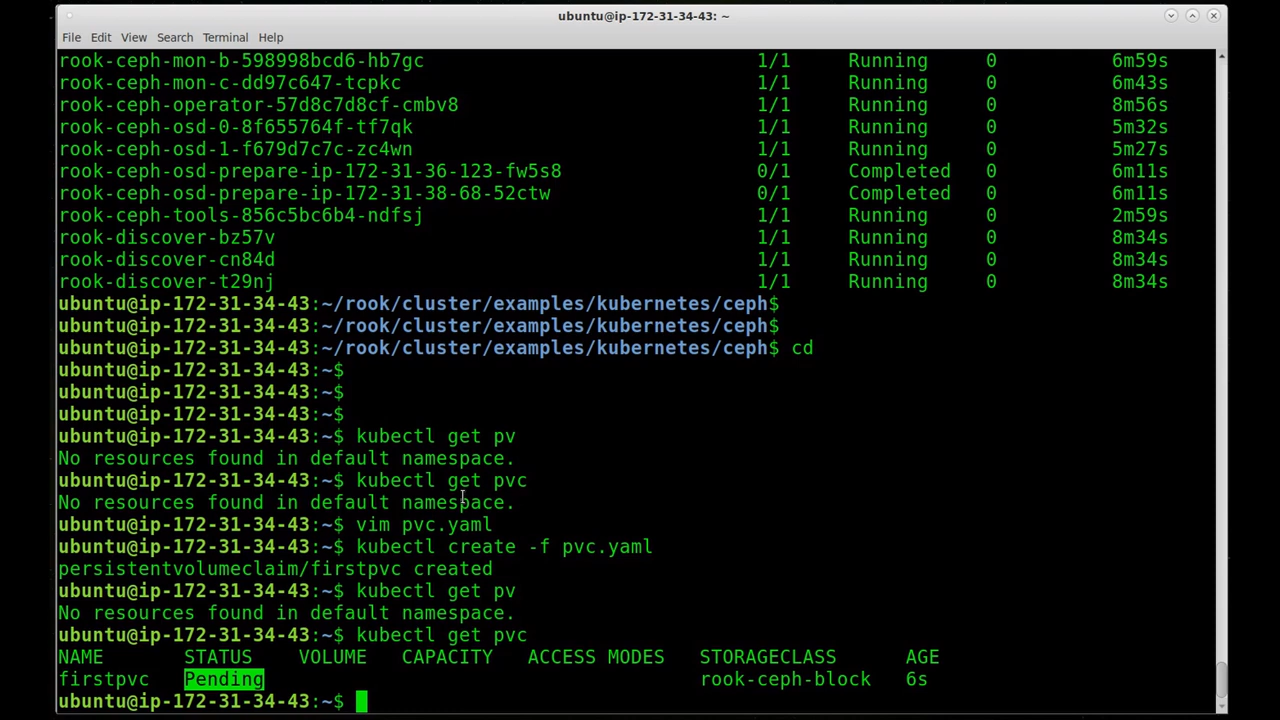 ubuntu@ip-172-31-34-43: ~
File Edit View Search Terminal Help
rook-ceph-mon-b-598998bcd6-hb7gc 1/1 Running 0 6m59s
rook-ceph-mon-c-dd97c647-tcpkc 1/1 Running 0 6m43s
rook-ceph-operator-57d8c7d8cf-cmbv8 1/1 Running 0 8m56s
rook-ceph-osd-0-8f655764f-tf7qk 1/1 Running 0 5m32s
rook-ceph-osd-1-f679d7c7c-zc4wn 1/1 Running 0 5m27s
rook-ceph-osd-prepare-ip-172-31-36-123-fw5s8 0/1 Completed 0 6m11s
rook-ceph-osd-prepare-ip-172-31-38-68-52ctw 0/1 Completed 0 6m11s
rook-ceph-tools-856c5bc6b4-ndfsj 1/1 Running 0 2m59s
rook-discover-bz57v 1/1 Running 0 8m34s
rook-discover-cn84d 1/1 Running 0 8m34s
rook-discover-t29nj 1/1 Running 0 8m34s
ubuntu@ip-172-31-34-43:~/rook/cluster/examples/kubernetes/ceph$
ubuntu@ip-172-31-34-43:~/rook/cluster/examples/kubernetes/ceph$
ubuntu@ip-172-31-34-43:~/rook/cluster/examples/kubernetes/ceph$ cd
ubuntu@ip-172-31-34-43:~$
ubuntu@ip-172-31-34-43:~$
ubuntu@ip-172-31-34-43:~$
ubuntu@ip-172-31-34-43:~$ kubectl get pv
No resources found in default namespace.
ubuntu@ip-172-31-34-43:~$ kubectl get pvc
No resources found in default namespace.
ubuntu@ip-172-31-34-43:~$ vim pvc.yaml
ubuntu@ip-172-31-34-43:~$ kubectl create -f pvc.yaml
persistentvolumeclaim/firstpvc created
ubuntu@ip-172-31-34-43:~$ kubectl get pv
No resources found in default namespace.
ubuntu@ip-172-31-34-43:~$ kubectl get pvc
NAME STATUS VOLUME CAPACITY ACCESS MODES STORAGECLASS AGE
firstpvc Pending rook-ceph-block 6s
ubuntu@ip-172-31-34-43:~$